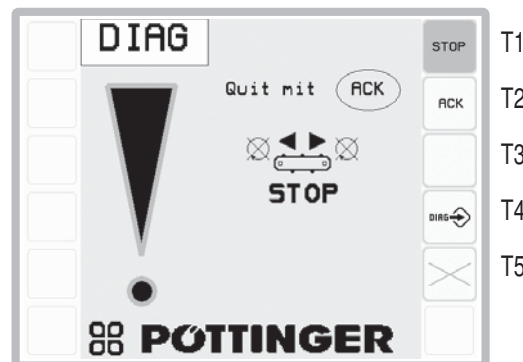 DIAG
STOP T1
Quit mit ACK
ACK T2
T3
STOP
DIAG T4
T5
PÖTTINGER